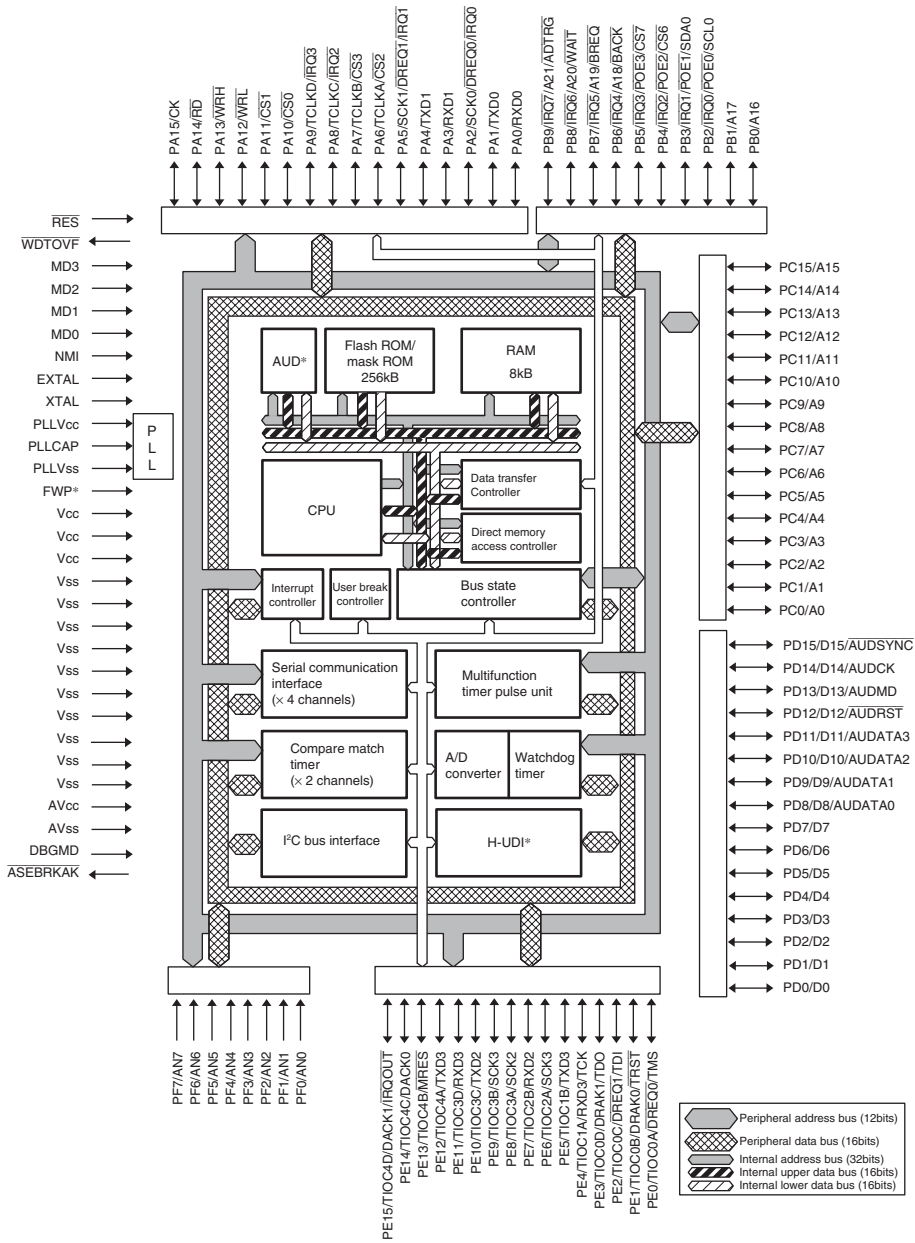 PA15/CK
PA14/RD
PA13/WRH
PA12/WRL
PA11/CS1
PA10/CS0
PA9/TCLKD/IRQ3
PA8/TCLKC/IRQ2
PA7/TCLKB/CS3
PA6/TCLKA/CS2
PA5/SCK1/DREQ1/IRQ1
PA4/TXD1
PA3/RXD1
PA2/SCK0/DREQ0/IRQ0
PA1/TXD0
PA0/RXD0
PB9/IRQ7/A21/ADTRG
PB8/IRQ6/A20/WAIT
PB7/IRQ5/A19/BREQ
PB6/IRQ4/A18/BACK
PB5/IRQ3/POE3/CS7
PB4/IRQ2/POE2/CS6
PB3/IRQ1/POE1/SDA0
PB2/IRQ0/POE0/SCL0
PB1/A17
PB0/A16
RES
WDTOVF
MD3
MD2
MD1
MD0
NMI
EXTAL
XTAL
PLLVcc
PLLCAP
PLLVss
FWP*
Vcc
Vcc
Vcc
Vss
Vss
Vss
Vss
Vss
Vss
Vss
Vss
Vss
Vss
AVcc
AVss
DBGMD
ASEBRKAK
P
L
L
AUD*
Flash ROM/
mask ROM
256kB
RAM
8kB
CPU
Data transfer
Controller
Direct memory
access controller
Interrupt
controller
User break
controller
Bus state
controller
Serial communication
interface
(× 4 channels)
Multifunction
timer pulse unit
Compare match
timer
(× 2 channels)
A/D
converter
Watchdog
timer
I²C bus interface
H-UDI*
PC15/A15
PC14/A14
PC13/A13
PC12/A12
PC11/A11
PC10/A10
PC9/A9
PC8/A8
PC7/A7
PC6/A6
PC5/A5
PC4/A4
PC3/A3
PC2/A2
PC1/A1
PC0/A0
PD15/D15/AUDSYNC
PD14/D14/AUDCK
PD13/D13/AUDMD
PD12/D12/AUDRST
PD11/D11/AUDATA3
PD10/D10/AUDATA2
PD9/D9/AUDATA1
PD8/D8/AUDATA0
PD7/D7
PD6/D6
PD5/D5
PD4/D4
PD3/D3
PD2/D2
PD1/D1
PD0/D0
PF7/AN7
PF6/AN6
PF5/AN5
PF4/AN4
PF3/AN3
PF2/AN2
PF1/AN1
PF0/AN0
PE15/TIOC4D/DACK1/IRQOUT
PE14/TIOC4C/DACK0
PE13/TIOC4B/MRES
PE12/TIOC4A/TXD3
PE11/TIOC3D/RXD3
PE10/TIOC3C/TXD2
PE9/TIOC3B/SCK3
PE8/TIOC3A/SCK2
PE7/TIOC2B/RXD2
PE6/TIOC2A/SCK3
PE5/TIOC1B/TXD3
PE4/TIOC1A/RXD3/TCK
PE3/TIOC0D/DRAK1/TDO
PE2/TIOC0C/DREQ1/TDI
PE1/TIOC0B/DRAK0/TRST
PE0/TIOC0A/DREQ0/TMS
Peripheral address bus (12bits)
Peripheral data bus (16bits)
Internal address bus (32bits)
Internal upper data bus (16bits)
Internal lower data bus (16bits)